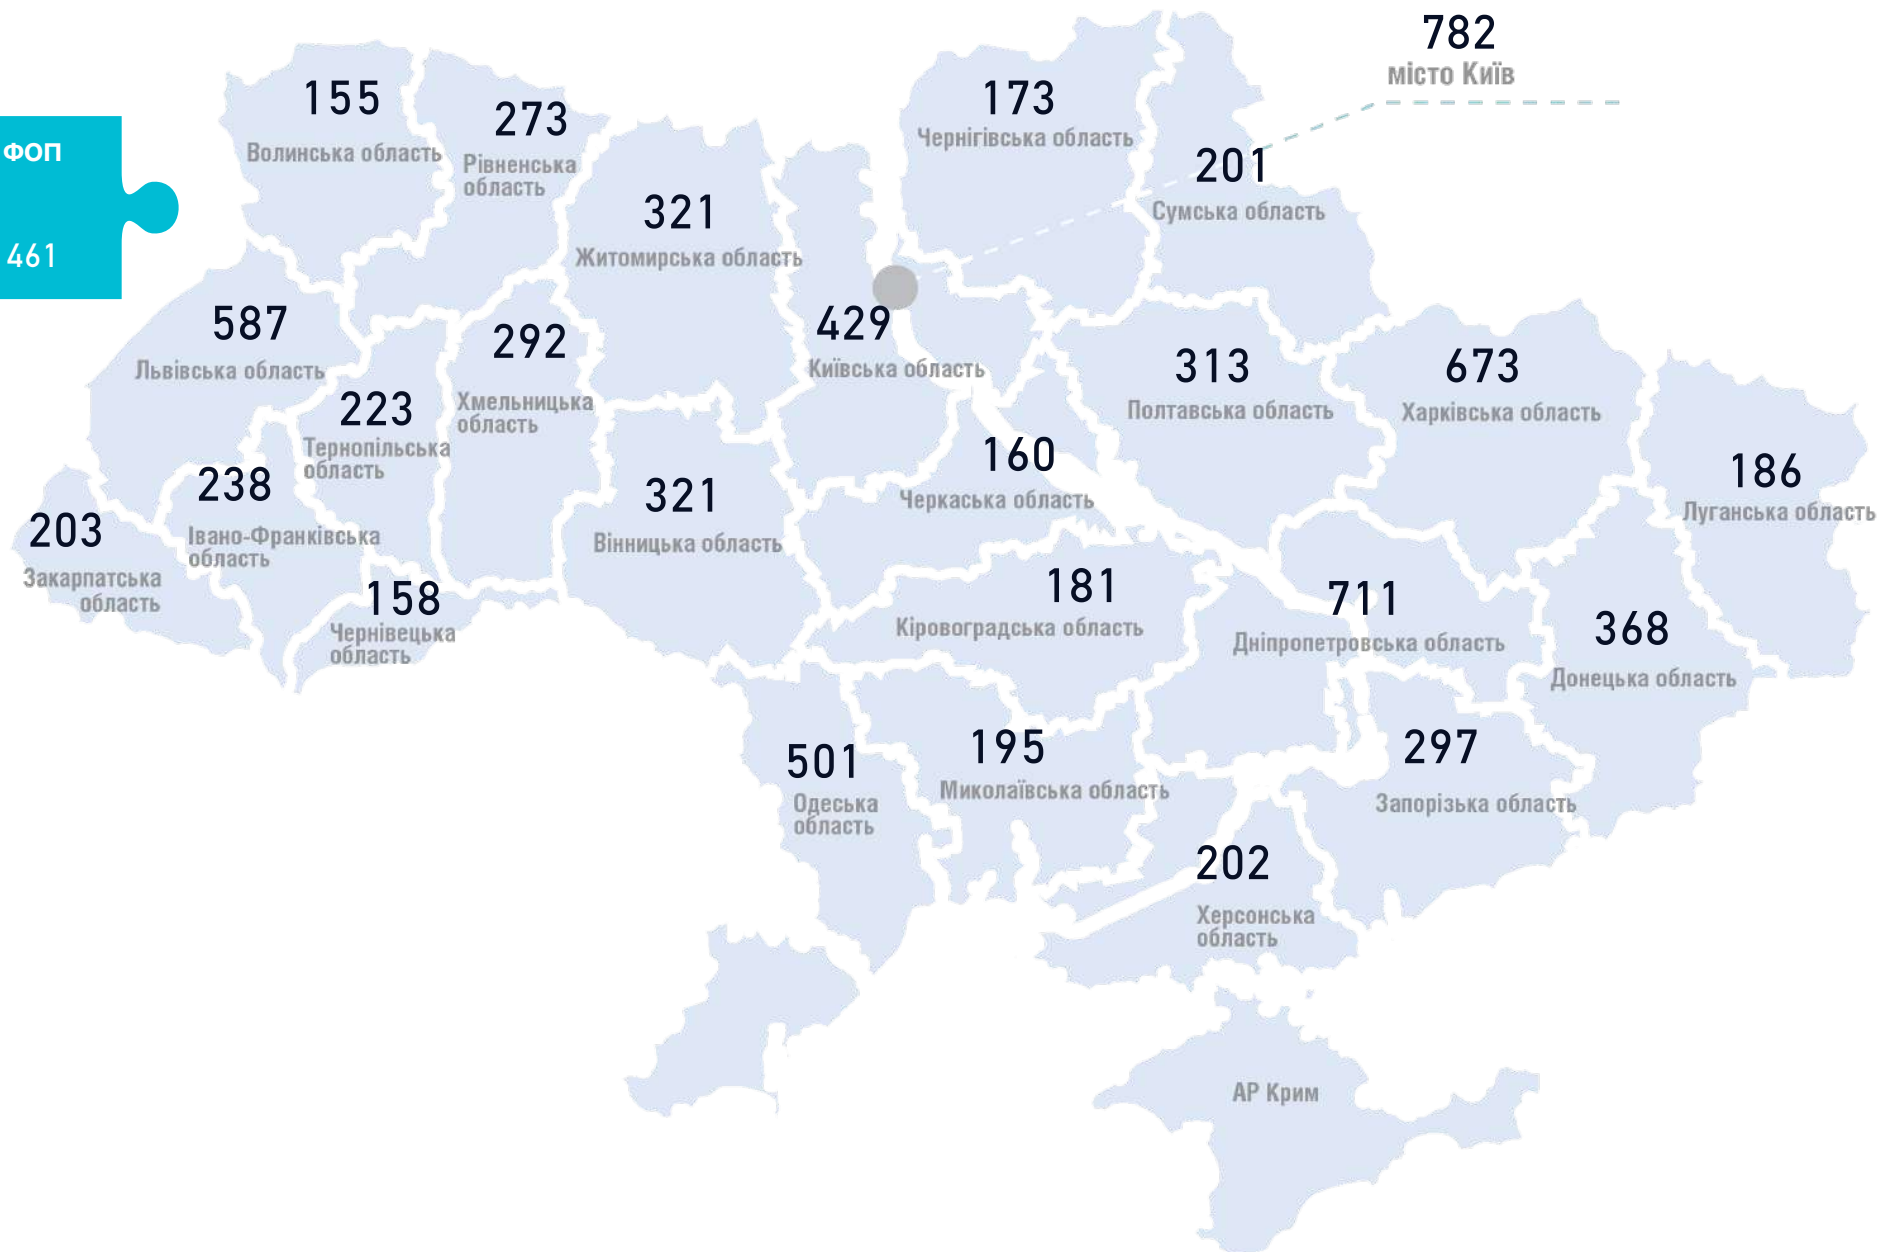 782
місто Київ
155
Волинська область
273
Рівненська
область
173
Чернігівська область
ФОП
461
201
Сумська область
321
Житомирська область
587
Львівська область
292
Хмельницька
область
429
Київська область
313
Полтавська область
673
Харківська область
223
Тернопільська
область
160
Черкаська область
186
Луганська область
238
Івано-Франківська
область
321
Вінницька область
203
Закарпатська
область
158
Чернівецька
область
181
Кіровоградська область
711
Дніпропетровська область
368
Донецька область
501
Одеська
область
195
Миколаївська область
297
Запорізька область
202
Херсонська
область
АР Крим